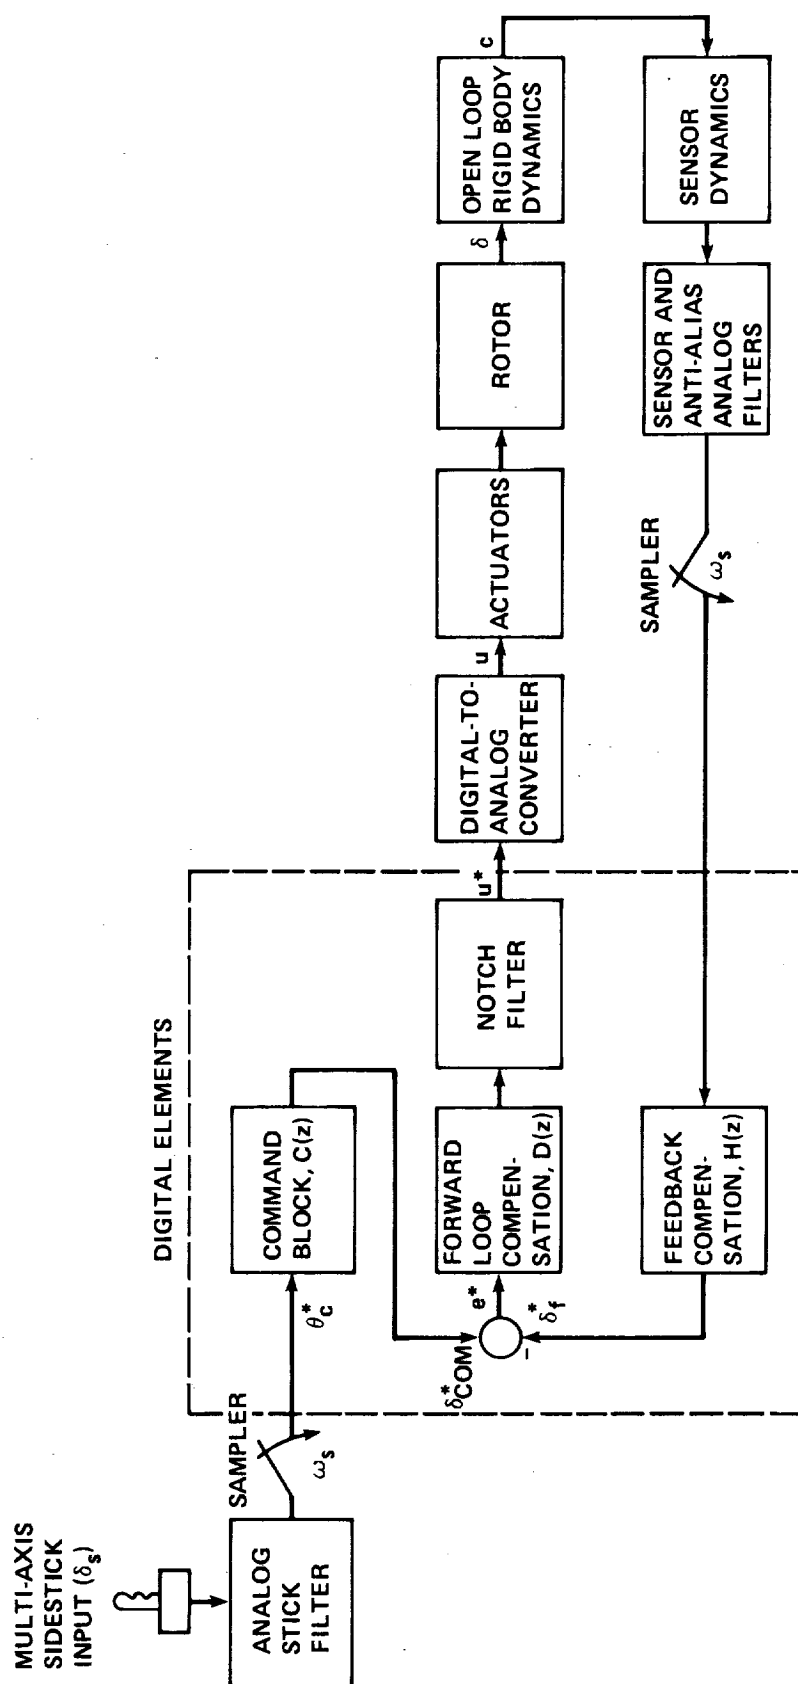 MULTI-AXIS
SIDESTICK
INPUT (δs)
ANALOG
STICK
FILTER
SAMPLER
ωs
DIGITAL ELEMENTS
θ*c
COMMAND
BLOCK, C(z)
δ*COM
e*
−
δ*f
FORWARD
LOOP
COMPEN-
SATION, D(z)
NOTCH
FILTER
u*
DIGITAL-TO-
ANALOG
CONVERTER
u
ACTUATORS
ROTOR
δ
OPEN LOOP
RIGID BODY
DYNAMICS
c
SENSOR
DYNAMICS
SENSOR AND
ANTI-ALIAS
ANALOG
FILTERS
SAMPLER
ωs
FEEDBACK
COMPEN-
SATION, H(z)